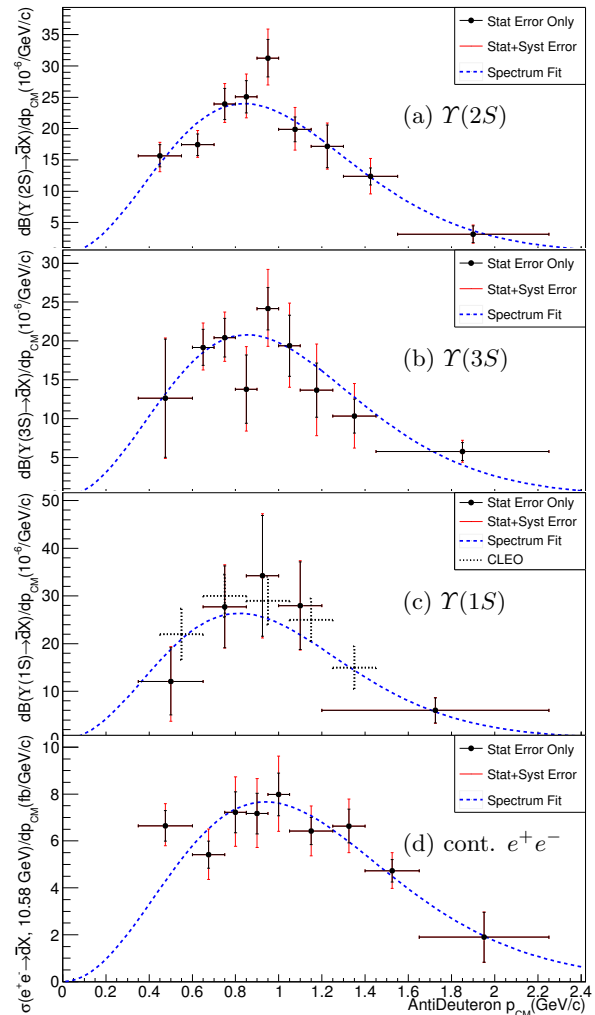 dB(ϒ(2S)→d̅X)/dp_CM(10⁻⁶/GeV/c)
35
30
25
20
15
10
5
Stat Error Only
Stat+Syst Error
Spectrum Fit
(a) ϒ(2S)
dB(ϒ(3S)→d̅X)/dp_CM(10⁻⁶/GeV/c)
30
25
20
15
10
5
Stat Error Only
Stat+Syst Error
Spectrum Fit
(b) ϒ(3S)
dB(ϒ(1S)→d̅X)/dp_CM(10⁻⁶/GeV/c)
50
40
30
20
10
0
Stat Error Only
Stat+Syst Error
Spectrum Fit
CLEO
(c) ϒ(1S)
σ(e⁺e⁻→d̅X, 10.58 GeV)/dp_CM(fb/GeV/c)
10
8
6
4
2
0
Stat Error Only
Stat+Syst Error
Spectrum Fit
(d) cont. e⁺e⁻
0 0.2 0.4 0.6 0.8 1 1.2 1.4 1.6 1.8 2 2.2 2.4
AntiDeuteron p_CM(GeV/c)